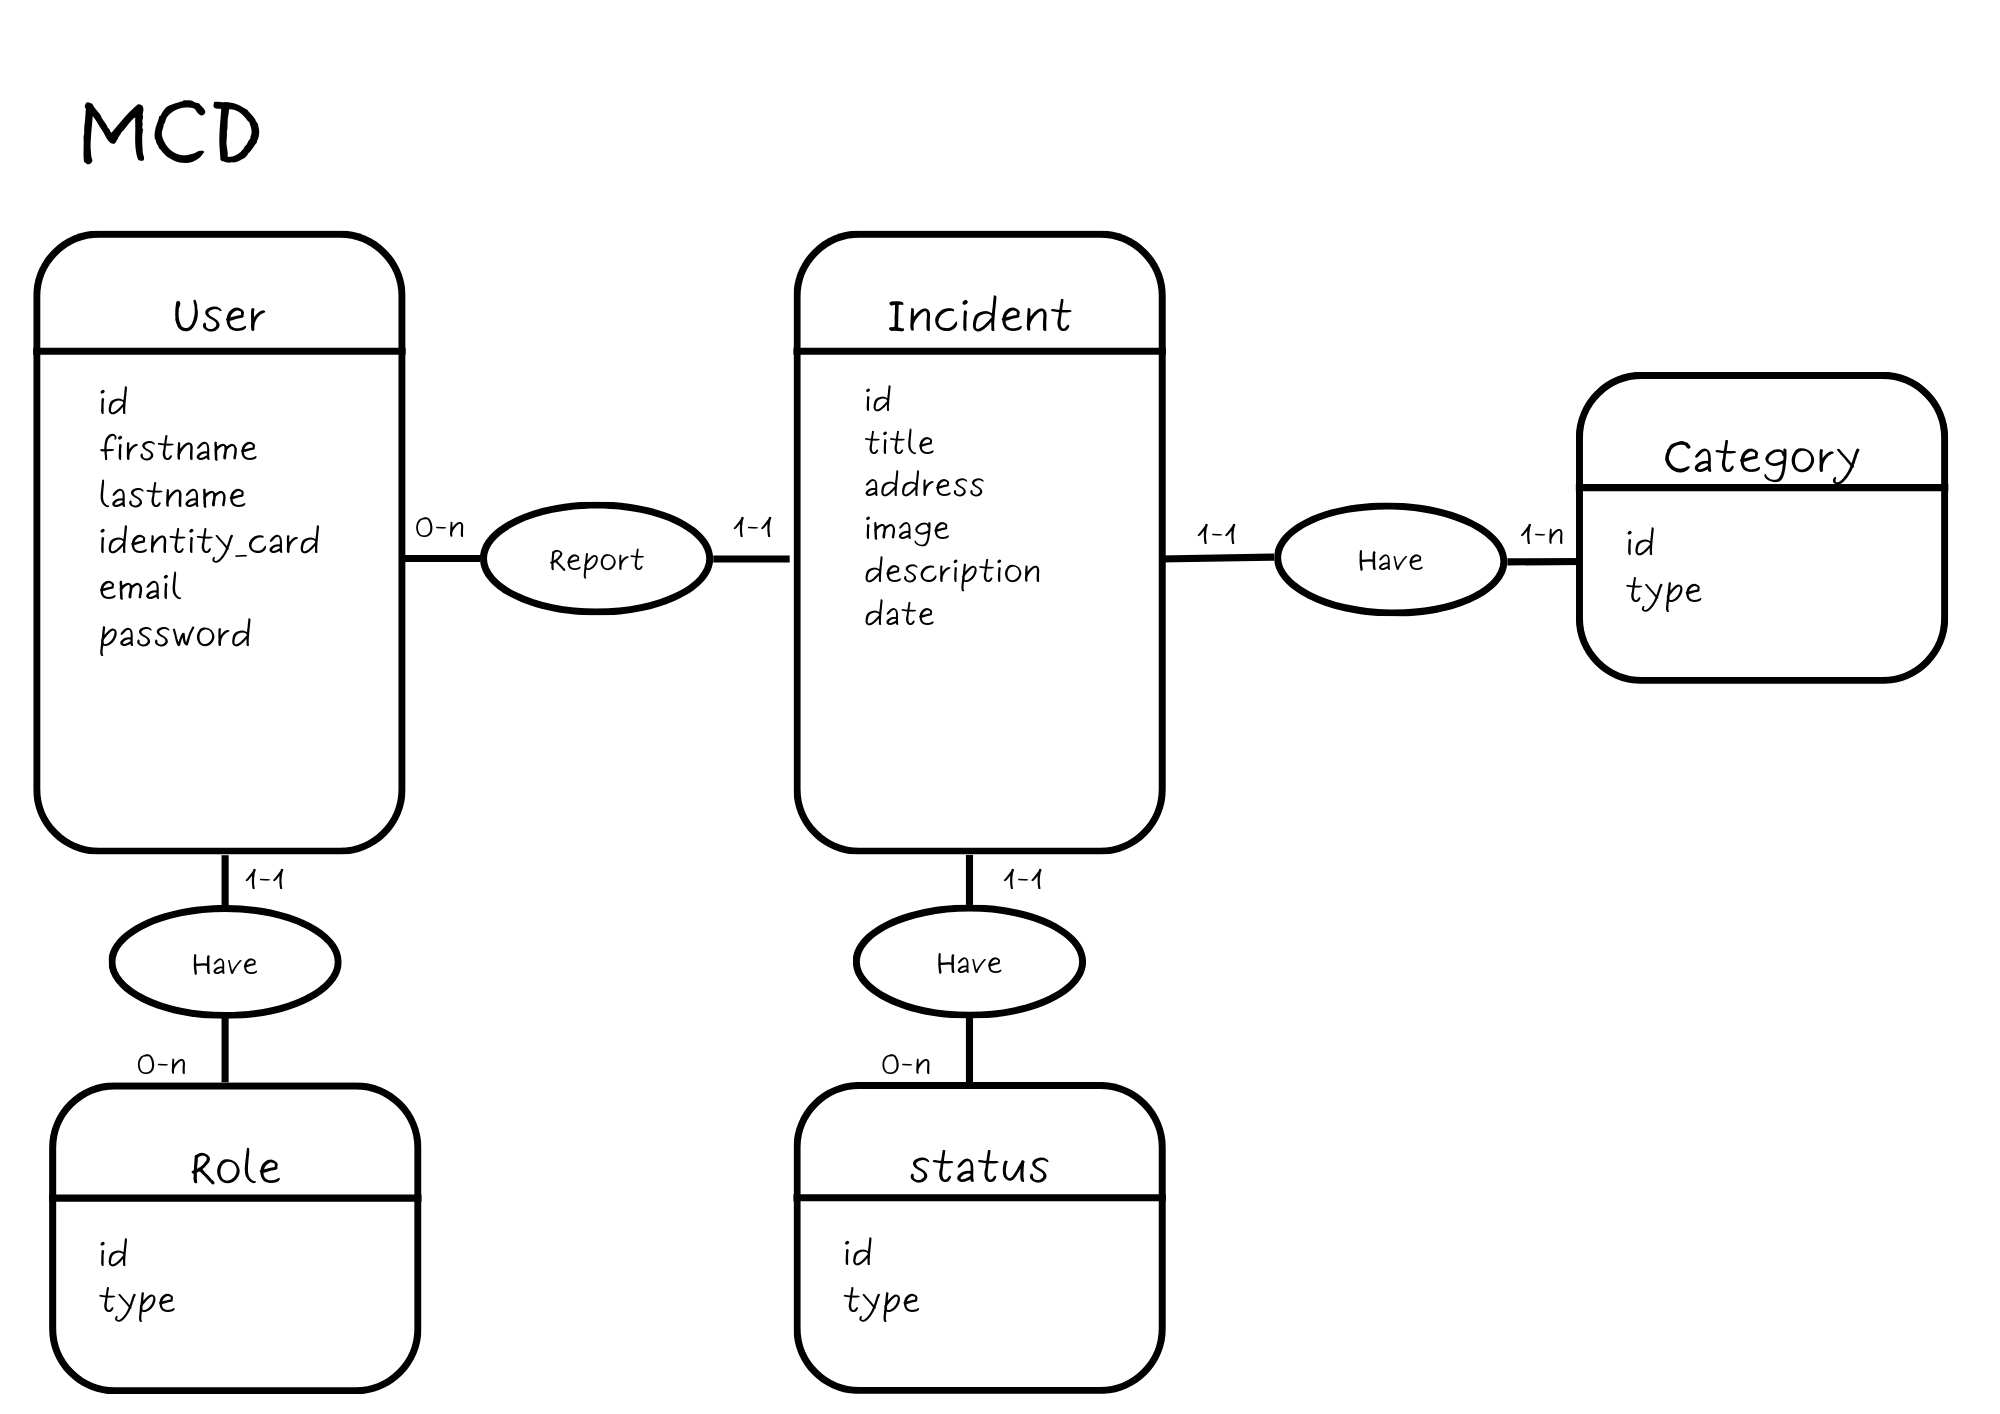 MCD
User
id
firstname
lastname
identity_card
email
password
0-n
Report
1-1
Incident
id
title
address
image
description
date
1-1
Have
1-n
Category
id
type
1-1
Have
0-n
Role
id
type
1-1
Have
0-n
status
id
type